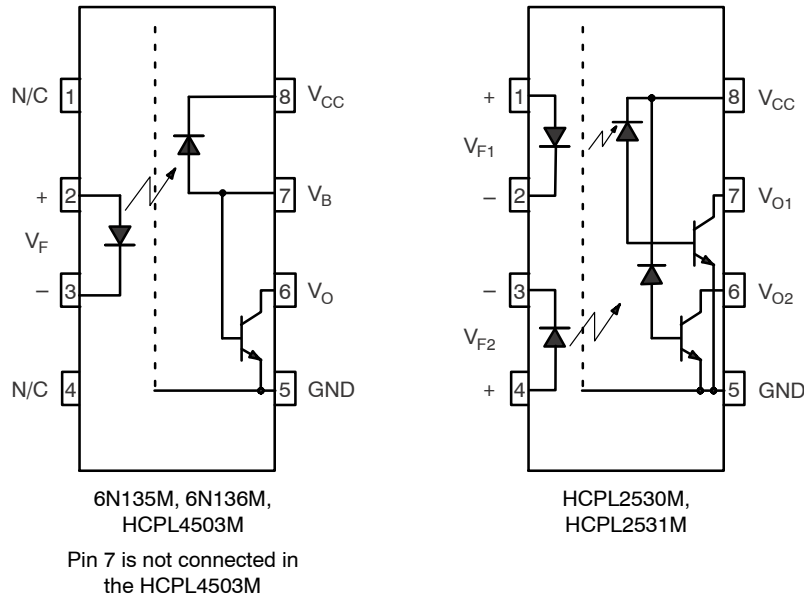 N/C 1
8 V_CC
+ 2
7 V_B
V_F
– 3
6 V_O
N/C 4
5 GND
6N135M, 6N136M,
HCPL4503M
Pin 7 is not connected in
the HCPL4503M
+ 1
8 V_CC
V_F1
– 2
7 V_O1
– 3
6 V_O2
V_F2
+ 4
5 GND
HCPL2530M,
HCPL2531M